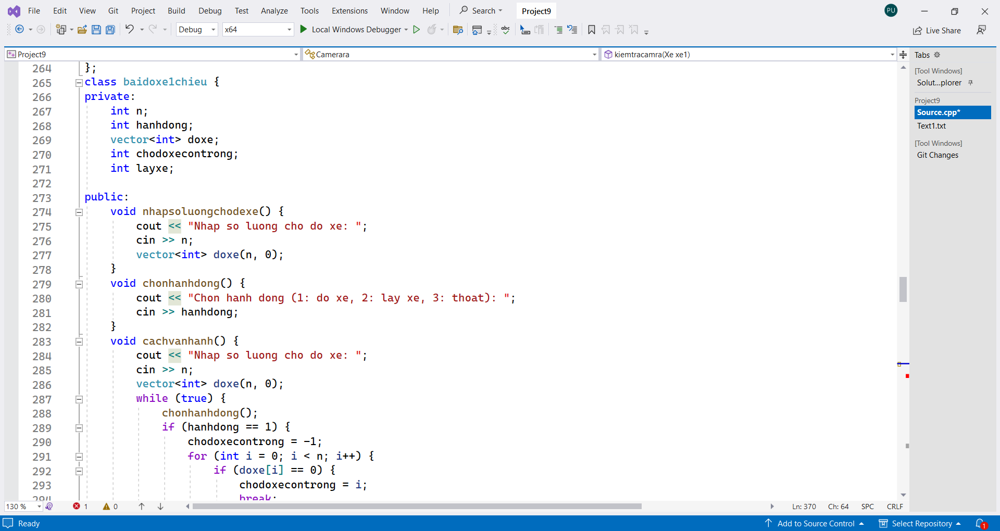 File Edit View Git Project Build Debug Test Analyze Tools Extensions Window Help Search Project9 PU
Debug x64 Local Windows Debugger abc Live Share
Project9 Camerara kiemtracamra(Xe xe1) Tabs
264 };
265 class baidoxe1chieu {
266 private:
267 int n;
268 int hanhdong;
269 vector<int> doxe;
270 int chodoxecontrong;
271 int layxe;
272
273 public:
274 void nhapsoluongchodexe() {
275 cout << "Nhap so luong cho do xe: ";
276 cin >> n;
277 vector<int> doxe(n, 0);
278 }
279 void chonhanhdong() {
280 cout << "Chon hanh dong (1: do xe, 2: lay xe, 3: thoat): ";
281 cin >> hanhdong;
282 }
283 void cachvanhanh() {
284 cout << "Nhap so luong cho do xe: ";
285 cin >> n;
286 vector<int> doxe(n, 0);
287 while (true) {
288 chonhanhdong();
289 if (hanhdong == 1) {
290 chodoxecontrong = -1;
291 for (int i = 0; i < n; i++) {
292 if (doxe[i] == 0) {
293 chodoxecontrong = i;
294 break;
[Tool Windows]
Solut...plorer
Project9
Source.cpp*
Text1.txt
[Tool Windows]
Git Changes
130 % 1 0 Ln: 370 Ch: 64 SPC CRLF
Ready Add to Source Control Select Repository 1